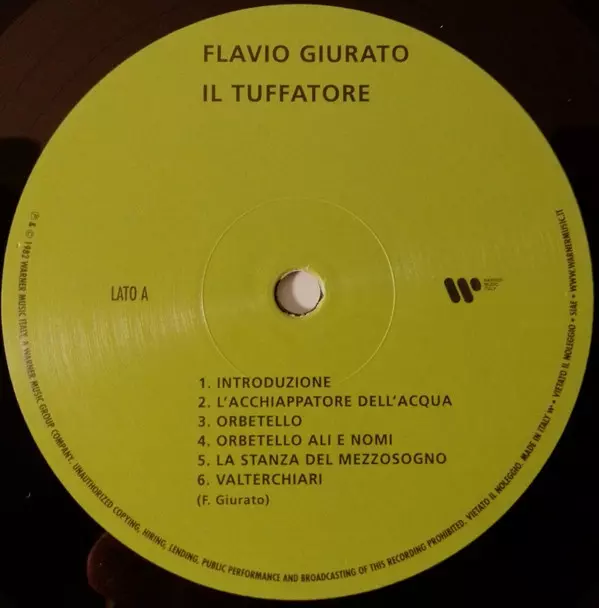 FLAVIO GIURATO
IL TUFFATORE
LATO A
WARNER
MUSIC
ITALY
1. INTRODUZIONE
2. L'ACCHIAPPATORE DELL'ACQUA
3. ORBETELLO
4. ORBETELLO ALI E NOMI
5. LA STANZA DEL MEZZOSOGNO
6. VALTERCHIARI
(F. Giurato)
℗ & © 1982 WARNER MUSIC ITALY, A WARNER MUSIC GROUP COMPANY. UNAUTHORIZED COPYING, HIRING, LENDING, PUBLIC PERFORMANCE AND BROADCASTING OF THIS RECORDING PROHIBITED. VIETATO IL NOLEGGIO. MADE IN ITALY • VIETATO IL NOLEGGIO • SIAE • WWW.WARNERMUSIC.IT